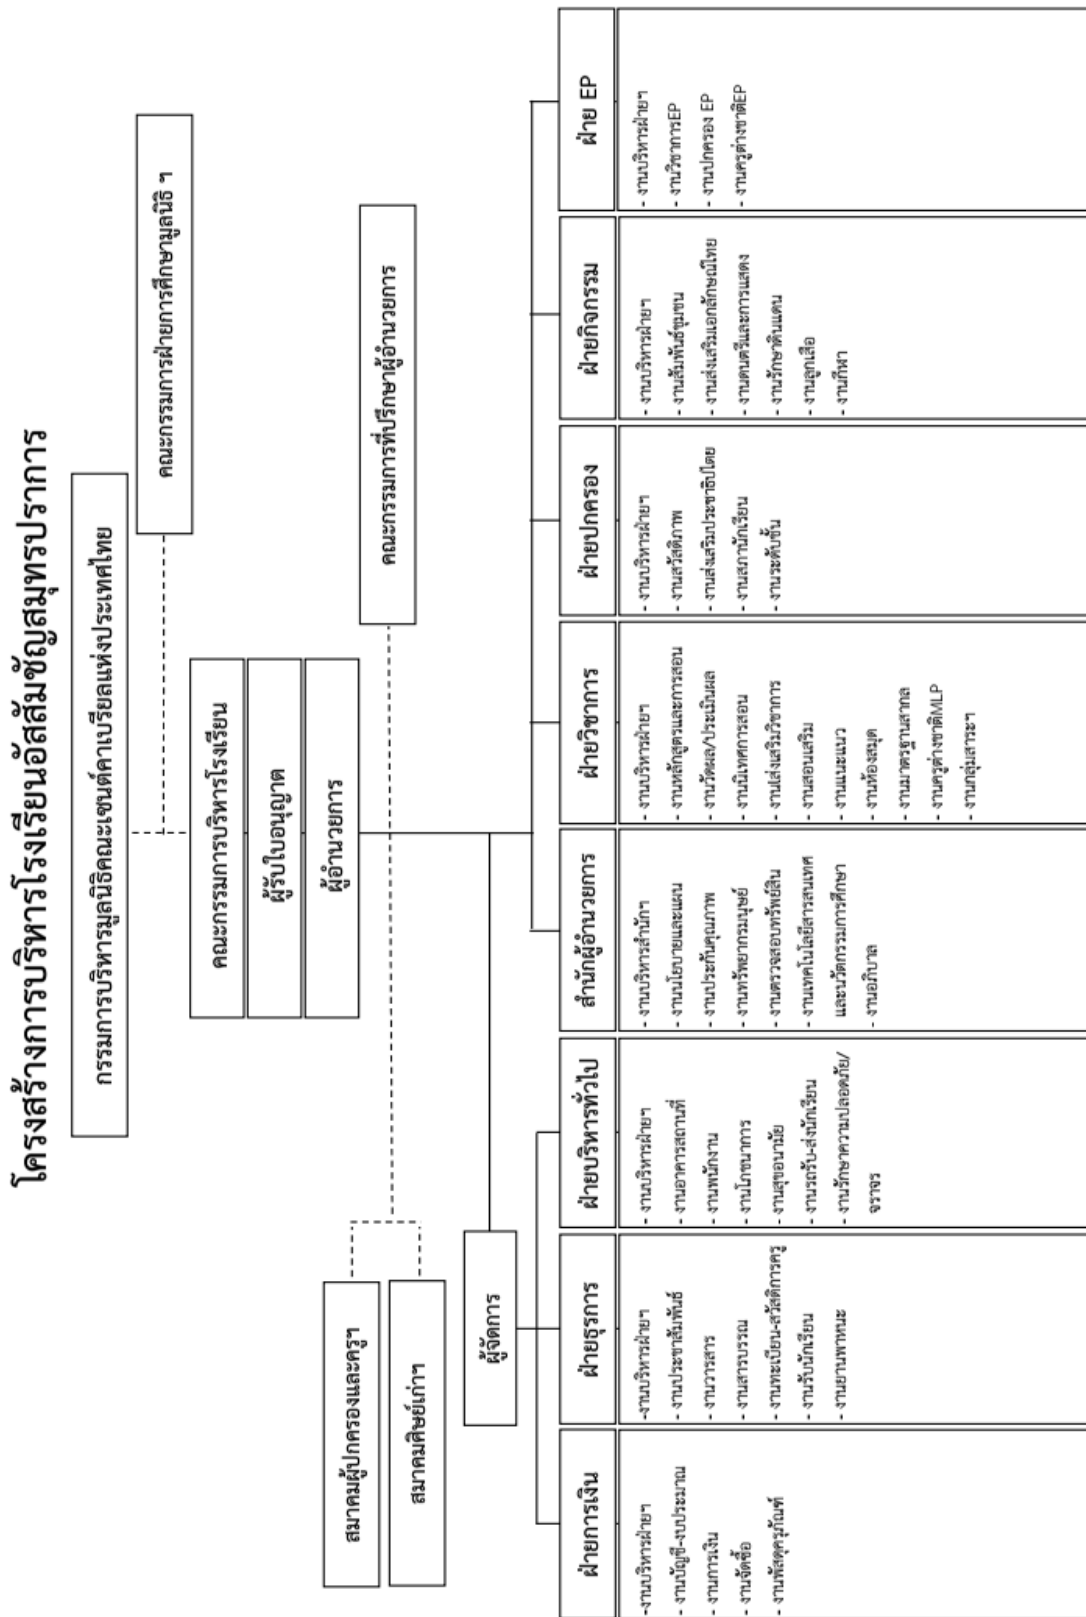 โครงสร้างการบริหารโรงเรียนอัสสัมชัญสมุทรปราการ
กรรมการบริหารมูลนิธิคณะเซนต์คาเบรียลแห่งประเทศไทย
คณะกรรมการฝ่ายการศึกษามูลนิธิ ฯ
คณะกรรมการบริหารโรงเรียน
ผู้รับใบอนุญาต
ผู้อำนวยการ
คณะกรรมการที่ปรึกษาผู้อำนวยการ
สมาคมผู้ปกครองและครูฯ
สมาคมศิษย์เก่าฯ
ผู้จัดการ
ฝ่ายการเงิน
-งานบริหารฝ่ายฯ
- งานบัญชี-งบประมาณ
- งานการเงิน
- งานจัดซื้อ
- งานพัสดุครุภัณฑ์
ฝ่ายธุรการ
-งานบริหารฝ่ายฯ
- งานประชาสัมพันธ์
- งานวารสาร
- งานสารบรรณ
- งานทะเบียน-สวัสดิการครู
- งานรับนักเรียน
- งานยานพาหนะ
ฝ่ายบริหารทั่วไป
- งานบริหารฝ่ายฯ
- งานอาคารสถานที่
- งานพนักงาน
- งานโภชนาการ
- งานสุขอนามัย
- งานรถรับ-ส่งนักเรียน
- งานรักษาความปลอดภัย/
จราจร
สำนักผู้อำนวยการ
- งานบริหารสำนักฯ
- งานนโยบายและแผน
- งานประกันคุณภาพ
- งานทรัพยากรมนุษย์
- งานตรวจสอบทรัพย์สิน
- งานเทคโนโลยีสารสนเทศ
และนวัตกรรมการศึกษา
- งานอภิบาล
ฝ่ายวิชาการ
- งานบริหารฝ่ายฯ
- งานหลักสูตรและการสอน
- งานวัดผล/ประเมินผล
- งานนิเทศการสอน
- งานส่งเสริมวิชาการ
- งานสอนเสริม
- งานแนะแนว
- งานห้องสมุด
- งานมาตรฐานสากล
- งานครูต่างชาติMLP
- งานกลุ่มสาระฯ
ฝ่ายปกครอง
- งานบริหารฝ่ายฯ
- งานสวัสดิภาพ
- งานส่งเสริมประชาธิปไตย
- งานสภานักเรียน
- งานระดับชั้น
ฝ่ายกิจกรรม
- งานบริหารฝ่ายฯ
- งานสัมพันธ์ชุมชน
- งานส่งเสริมเอกลักษณ์ไทย
- งานดนตรีและการแสดง
- งานรักษาดินแดน
- งานลูกเสือ
- งานกีฬา
ฝ่าย EP
- งานบริหารฝ่ายฯ
- งานวิชาการEP
- งานปกครอง EP
- งานครูต่างชาติEP